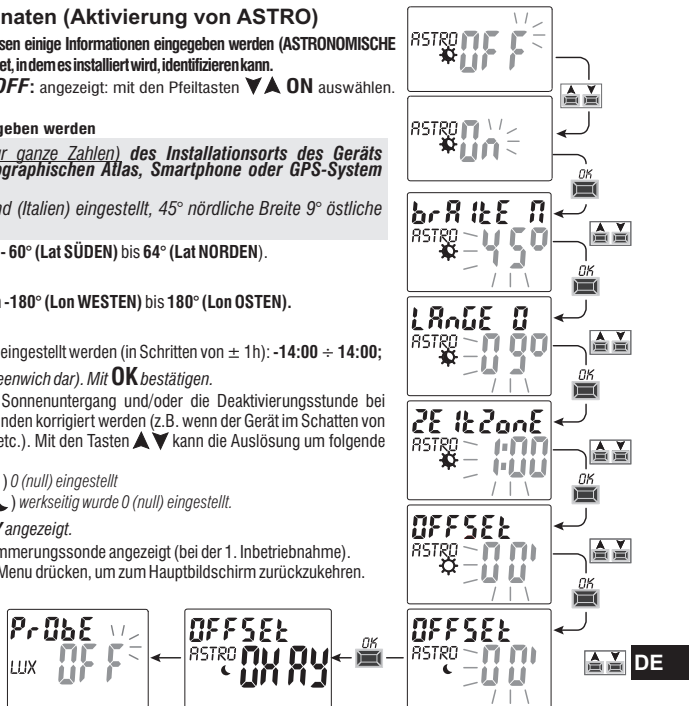 naten (Aktivierung von ASTRO)
sen einige Informationen eingegeben werden (ASTRONOMISCHE
et, in dem es installiert wird, identifizieren kann.
OFF: angezeigt: mit den Pfeiltasten ▼▲ ON auswählen.
geben werden
ur ganze Zahlen) des Installationsorts des Geräts
ographischen Atlas, Smartphone oder GPS-System
nd (Italien) eingestellt, 45° nördliche Breite 9° östliche
- 60° (Lat SÜDEN) bis 64° (Lat NORDEN).
-180° (Lon WESTEN) bis 180° (Lon OSTEN).
eingestellt werden (in Schritten von ± 1h): -14:00 ÷ 14:00;
eenwich dar). Mit OK bestätigen.
Sonnenuntergang und/oder die Deaktivierungsstunde bei
nden korrigiert werden (z.B. wenn der Gerät im Schatten von
etc.). Mit den Tasten ▲▼ kann die Auslösung um folgende
) 0 (null) eingestellt
) werkseitig wurde 0 (null) eingestellt.
angezeigt.
mmerungssonde angezeigt (bei der 1. Inbetriebnahme).
Menu drücken, um zum Hauptbildschirm zurückzukehren.
ASTRO OFF
ASTRO On
OK
brAItE N
ASTRO 45°
OK
LAnGE O
ASTRO 09°
OK
ZEItZonE
ASTRO 1:00
OK
OFFSEt
ASTRO 00'
OK
OFFSEt
ASTRO 00'
OK
OFFSEt
ASTRO OKAY
PrObE
LUX OFF
DE